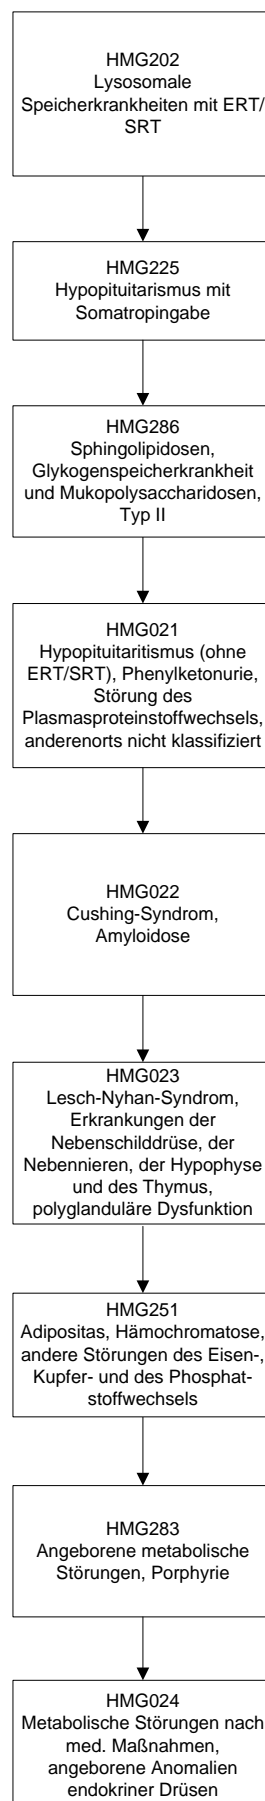 HMG202
Lysosomale
Speicherkrankheiten mit ERT/
SRT
HMG225
Hypopituitarismus mit
Somatropingabe
HMG286
Sphingolipidosen,
Glykogenspeicherkrankheit
und Mukopolysaccharidosen,
Typ II
HMG021
Hypopituitaritismus (ohne
ERT/SRT), Phenylketonurie,
Störung des
Plasmasproteinstoffwechsels,
anderenorts nicht klassifiziert
HMG022
Cushing-Syndrom,
Amyloidose
HMG023
Lesch-Nyhan-Syndrom,
Erkrankungen der
Nebenschilddrüse, der
Nebennieren, der Hypophyse
und des Thymus,
polyglanduläre Dysfunktion
HMG251
Adipositas, Hämochromatose,
andere Störungen des Eisen-,
Kupfer- und des Phosphat-
stoffwechsels
HMG283
Angeborene metabolische
Störungen, Porphyrie
HMG024
Metabolische Störungen nach
med. Maßnahmen,
angeborene Anomalien
endokriner Drüsen